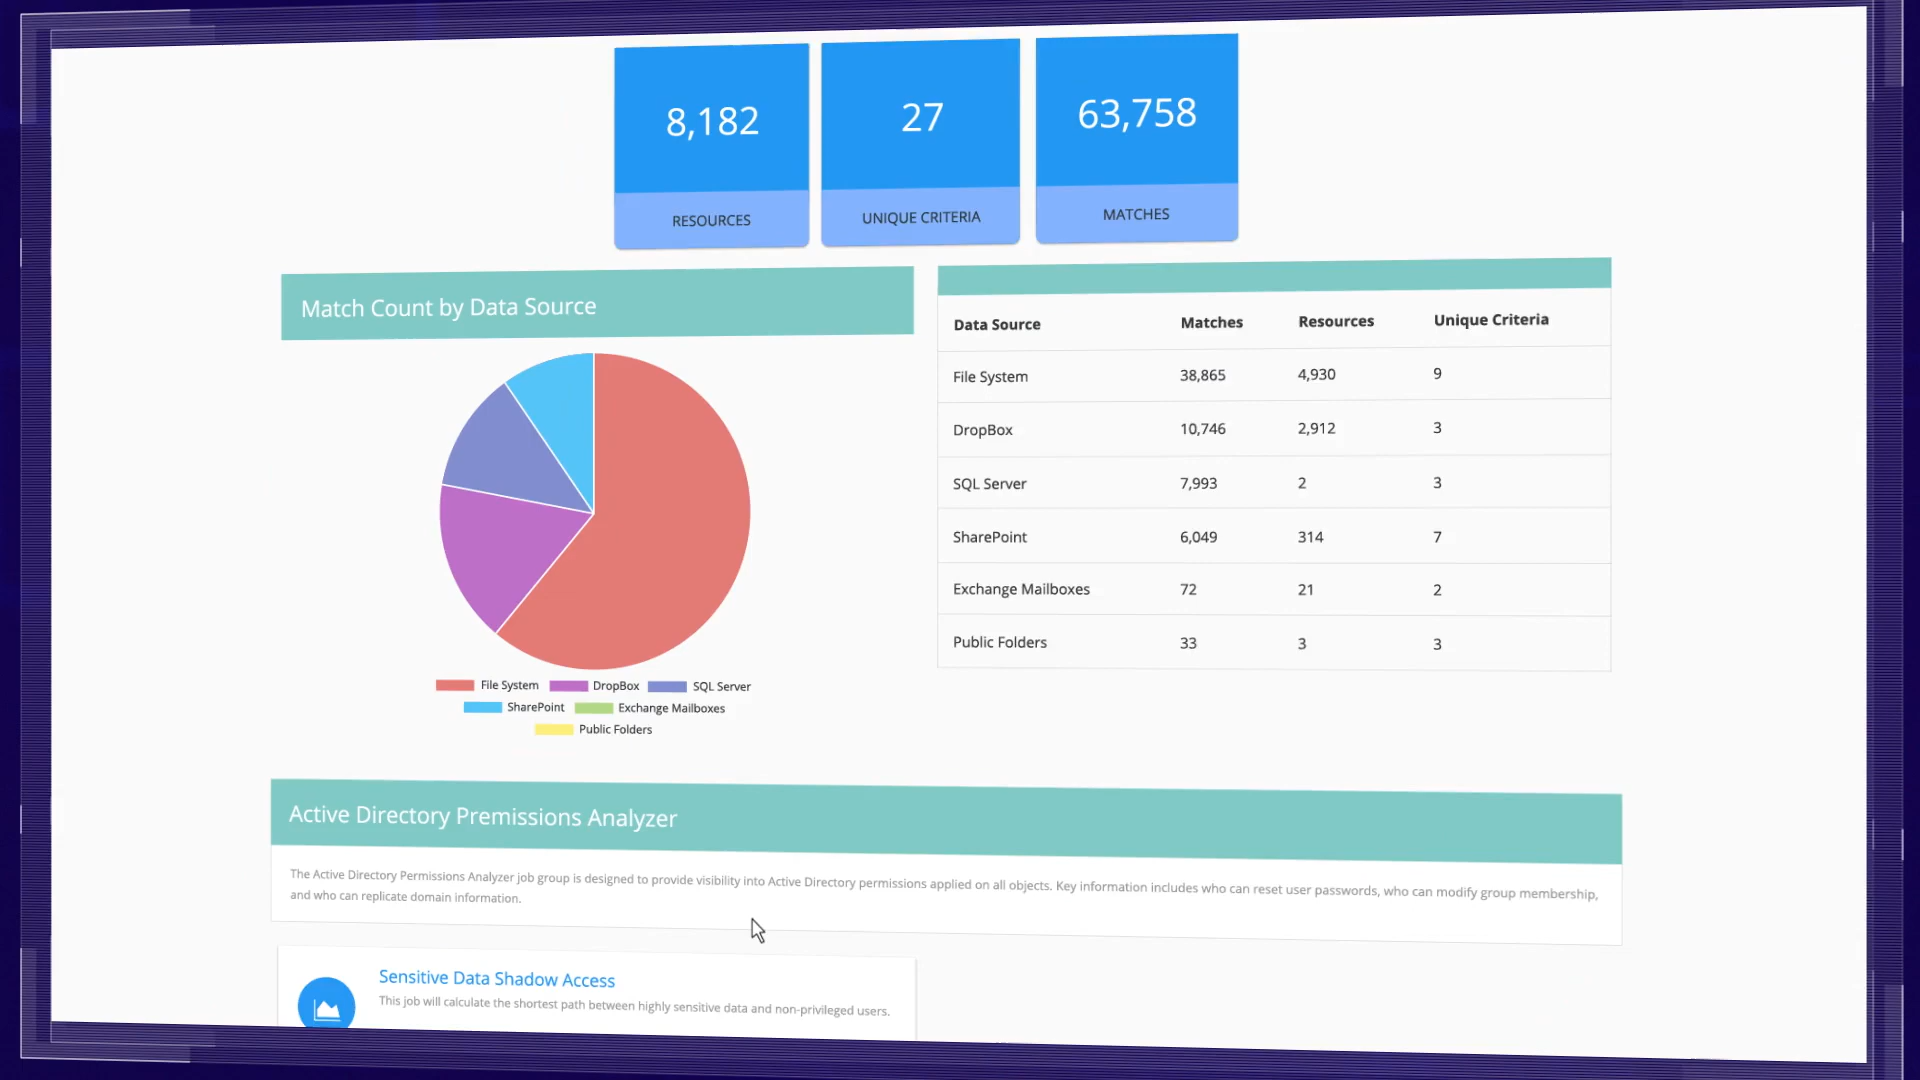 8,182
27
63,758
RESOURCES
UNIQUE CRITERIA
MATCHES
Match Count by Data Source
File System
DropBox
SQL Server
SharePoint
Exchange Mailboxes
Public Folders
Data Source Matches Resources Unique Criteria
File System 38,865 4,930 9
DropBox 10,746 2,912 3
SQL Server 7,993 2 3
SharePoint 6,049 314 7
Exchange Mailboxes 72 21 2
Public Folders 33 3 3
Active Directory Premissions Analyzer
The Active Directory Permissions Analyzer job group is designed to provide visibility into Active Directory permissions applied on all objects. Key information includes who can reset user passwords, who can modify group membership,
and who can replicate domain information.
Sensitive Data Shadow Access
This job will calculate the shortest path between highly sensitive data and non-privileged users.